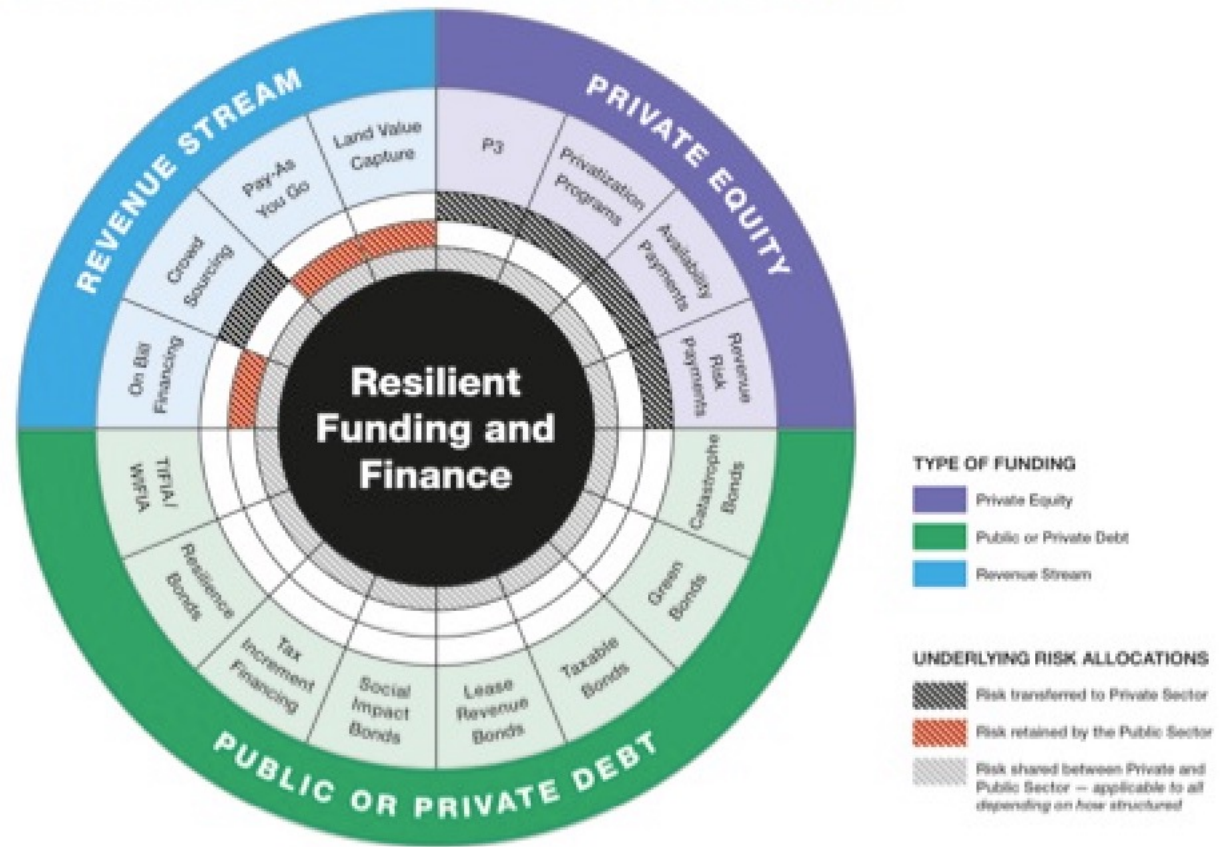 REVENUE STREAM
PRIVATE EQUITY
PUBLIC OR PRIVATE DEBT
Land Value
Capture
Pay-As
You Go
Crowd
Sourcing
On Bill
Financing
P3
Privatization
Programs
Availability
Payments
Revenue
Risk
Payments
Catastrophe
Bonds
Green
Bonds
Taxable
Bonds
Lease
Revenue
Bonds
Social
Impact
Bonds
Tax
Increment
Financing
Resilience
Bonds
TIFIA/
WIFIA
Resilient
Funding and
Finance
TYPE OF FUNDING
Private Equity
Public or Private Debt
Revenue Stream
UNDERLYING RISK ALLOCATIONS
Risk transferred to Private Sector
Risk retained by the Public Sector
Risk shared between Private and
Public Sector — applicable to all
depending on how structured